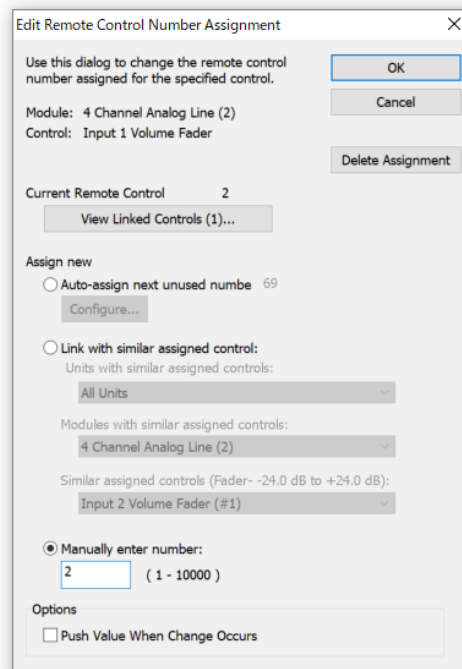 Edit Remote Control Number Assignment
Use this dialog to change the remote control
number assigned for the specified control.
OK
Cancel
Module: 4 Channel Analog Line (2)
Control: Input 1 Volume Fader
Delete Assignment
Current Remote Control 2
View Linked Controls (1)...
Assign new
Auto-assign next unused numbe 69
Configure...
Link with similar assigned control:
Units with similar assigned controls:
All Units
Modules with similar assigned controls:
4 Channel Analog Line (2)
Similar assigned controls (Fader- -24.0 dB to +24.0 dB):
Input 2 Volume Fader (#1)
Manually enter number:
2 ( 1 - 10000 )
Options
Push Value When Change Occurs